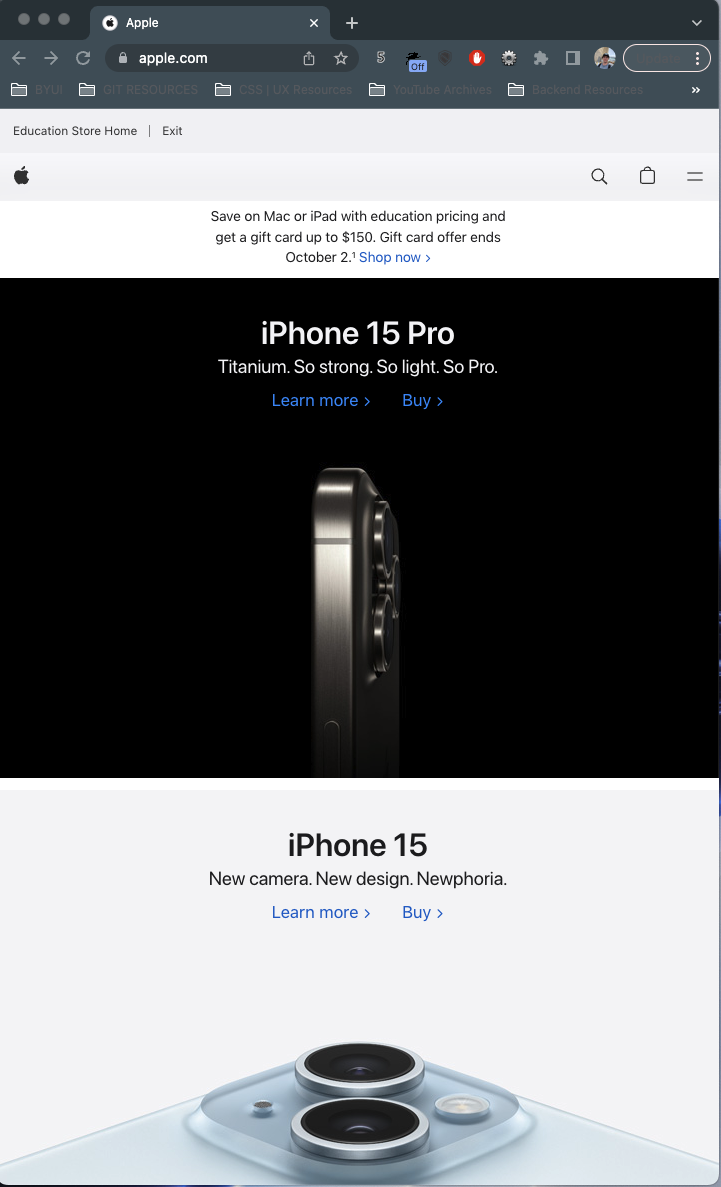 Apple
apple.com
5
Off
BYUI
GIT RESOURCES
CSS | UX Resources
YouTube Archives
Backend Resources
»
Education Store Home | Exit
Save on Mac or iPad with education pricing and
get a gift card up to $150. Gift card offer ends
October 2.¹ Shop now >
iPhone 15 Pro
Titanium. So strong. So light. So Pro.
Learn more > Buy >
iPhone 15
New camera. New design. Newphoria.
Learn more > Buy >